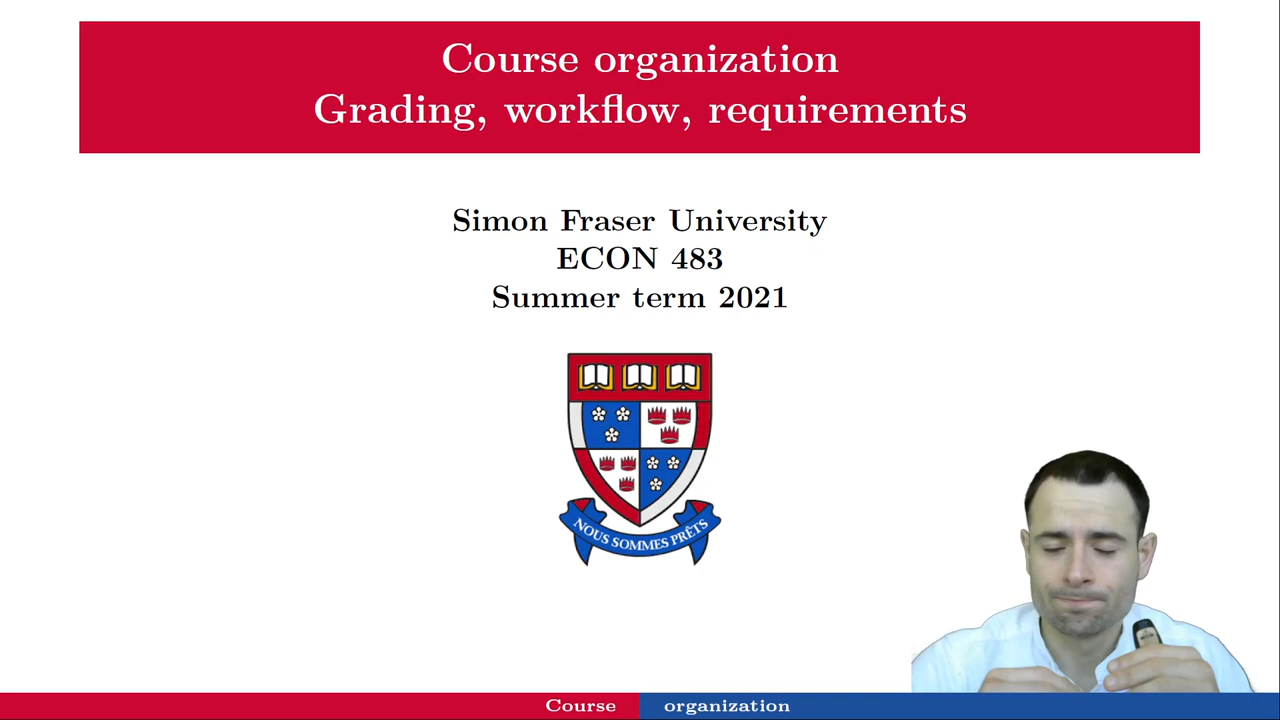 Course organization
Grading, workflow, requirements
Simon Fraser University
ECON 483
Summer term 2021
NOUS SOMMES PRÊTS
Course organization